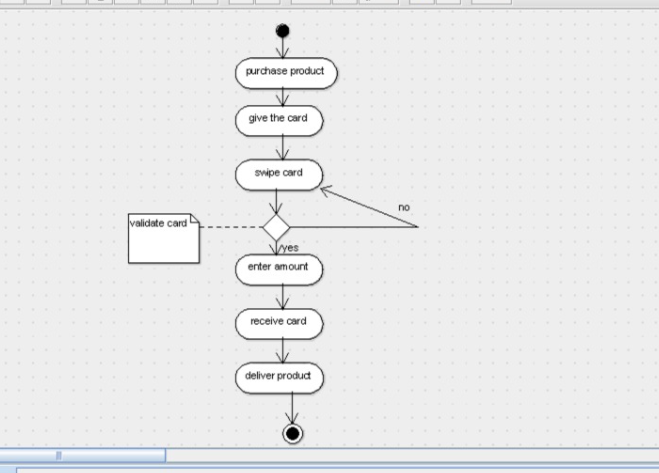 purchase product
give the card
swipe card
no
validate card
yes
enter amount
receive card
deliver product